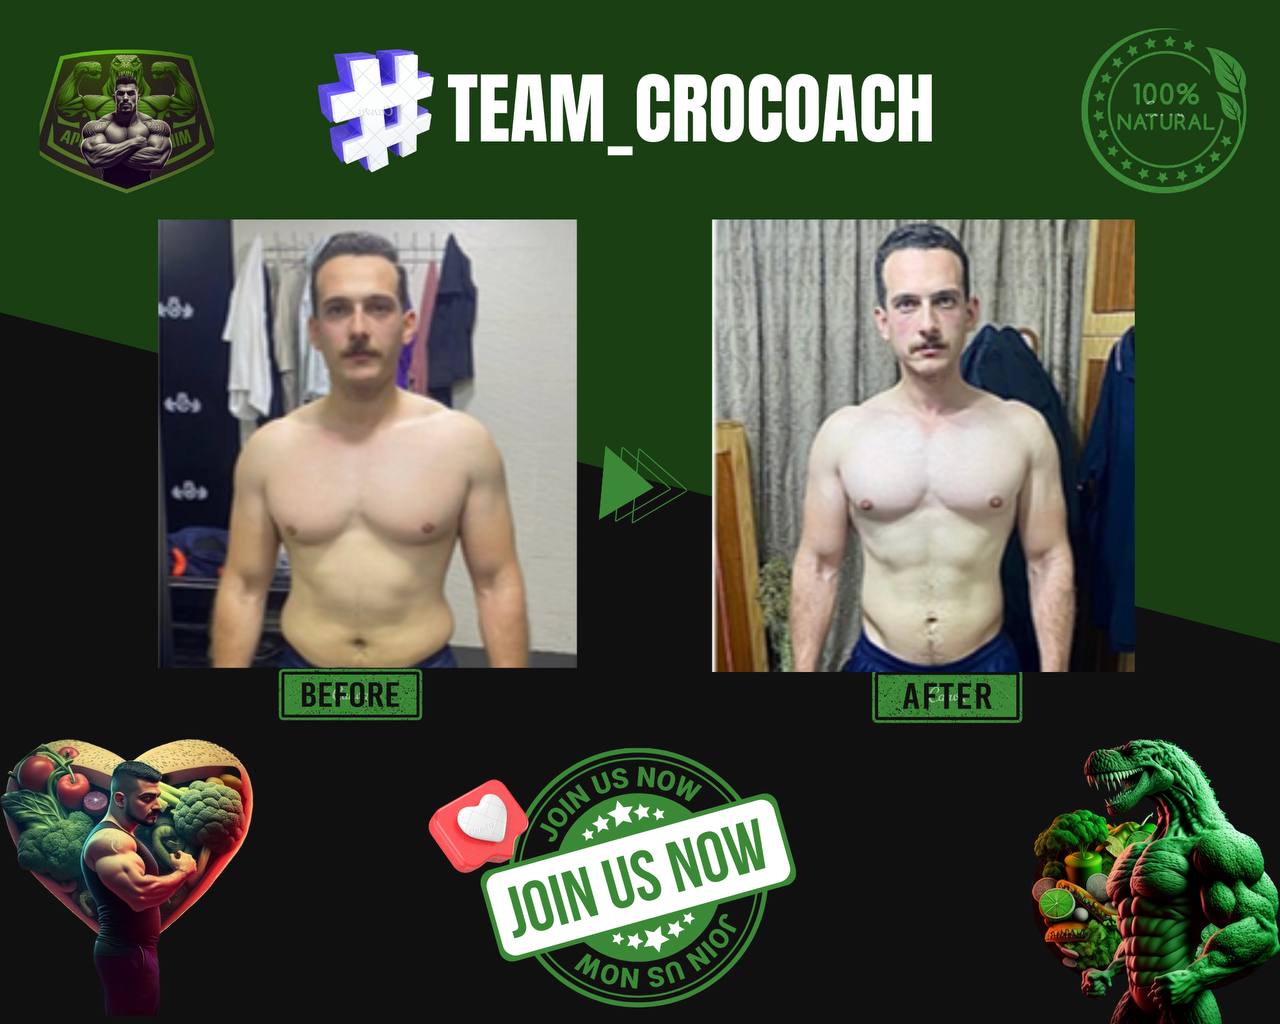 #TEAM_CROCOACH
100%
NATURAL
BEFORE
AFTER
JOIN US NOW
JOIN US NOW
JOIN US NOW